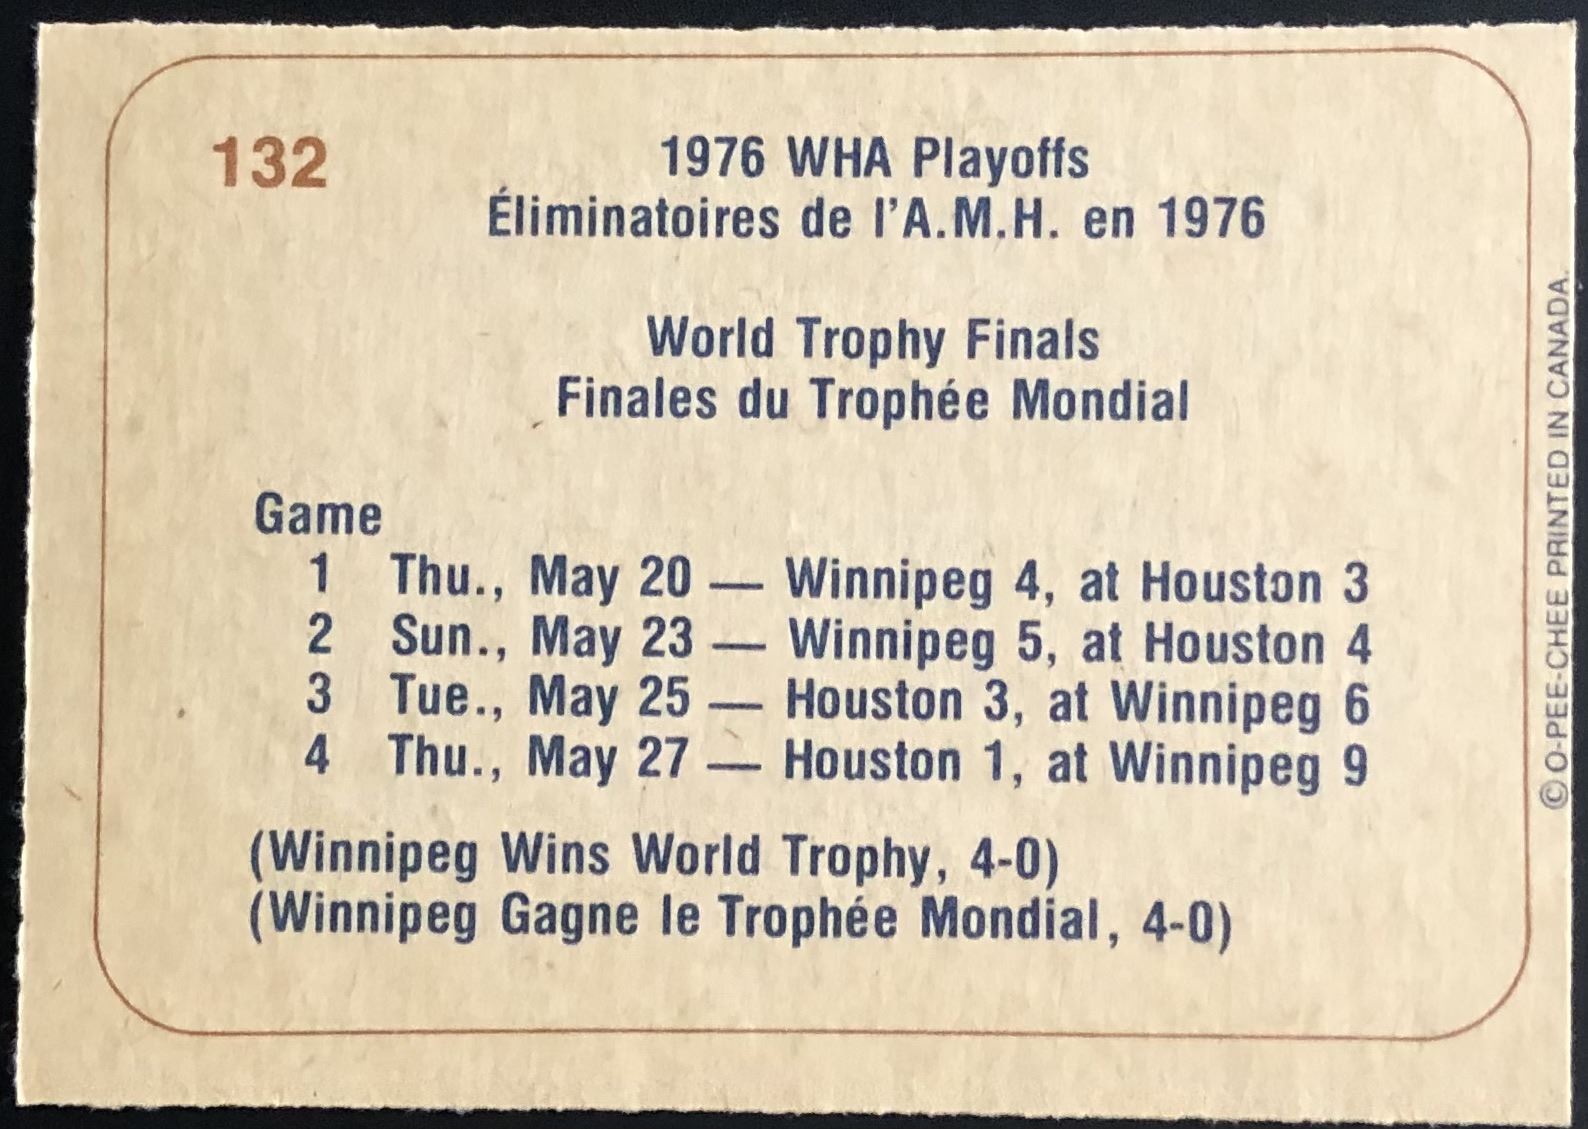 132
1976 WHA Playoffs
Éliminatoires de l'A.M.H. en 1976
World Trophy Finals
Finales du Trophée Mondial
Game
1 Thu., May 20 — Winnipeg 4, at Houston 3
2 Sun., May 23 — Winnipeg 5, at Houston 4
3 Tue., May 25 — Houston 3, at Winnipeg 6
4 Thu., May 27 — Houston 1, at Winnipeg 9
(Winnipeg Wins World Trophy, 4-0)
(Winnipeg Gagne le Trophée Mondial, 4-0)
© O-PEE-CHEE PRINTED IN CANADA.